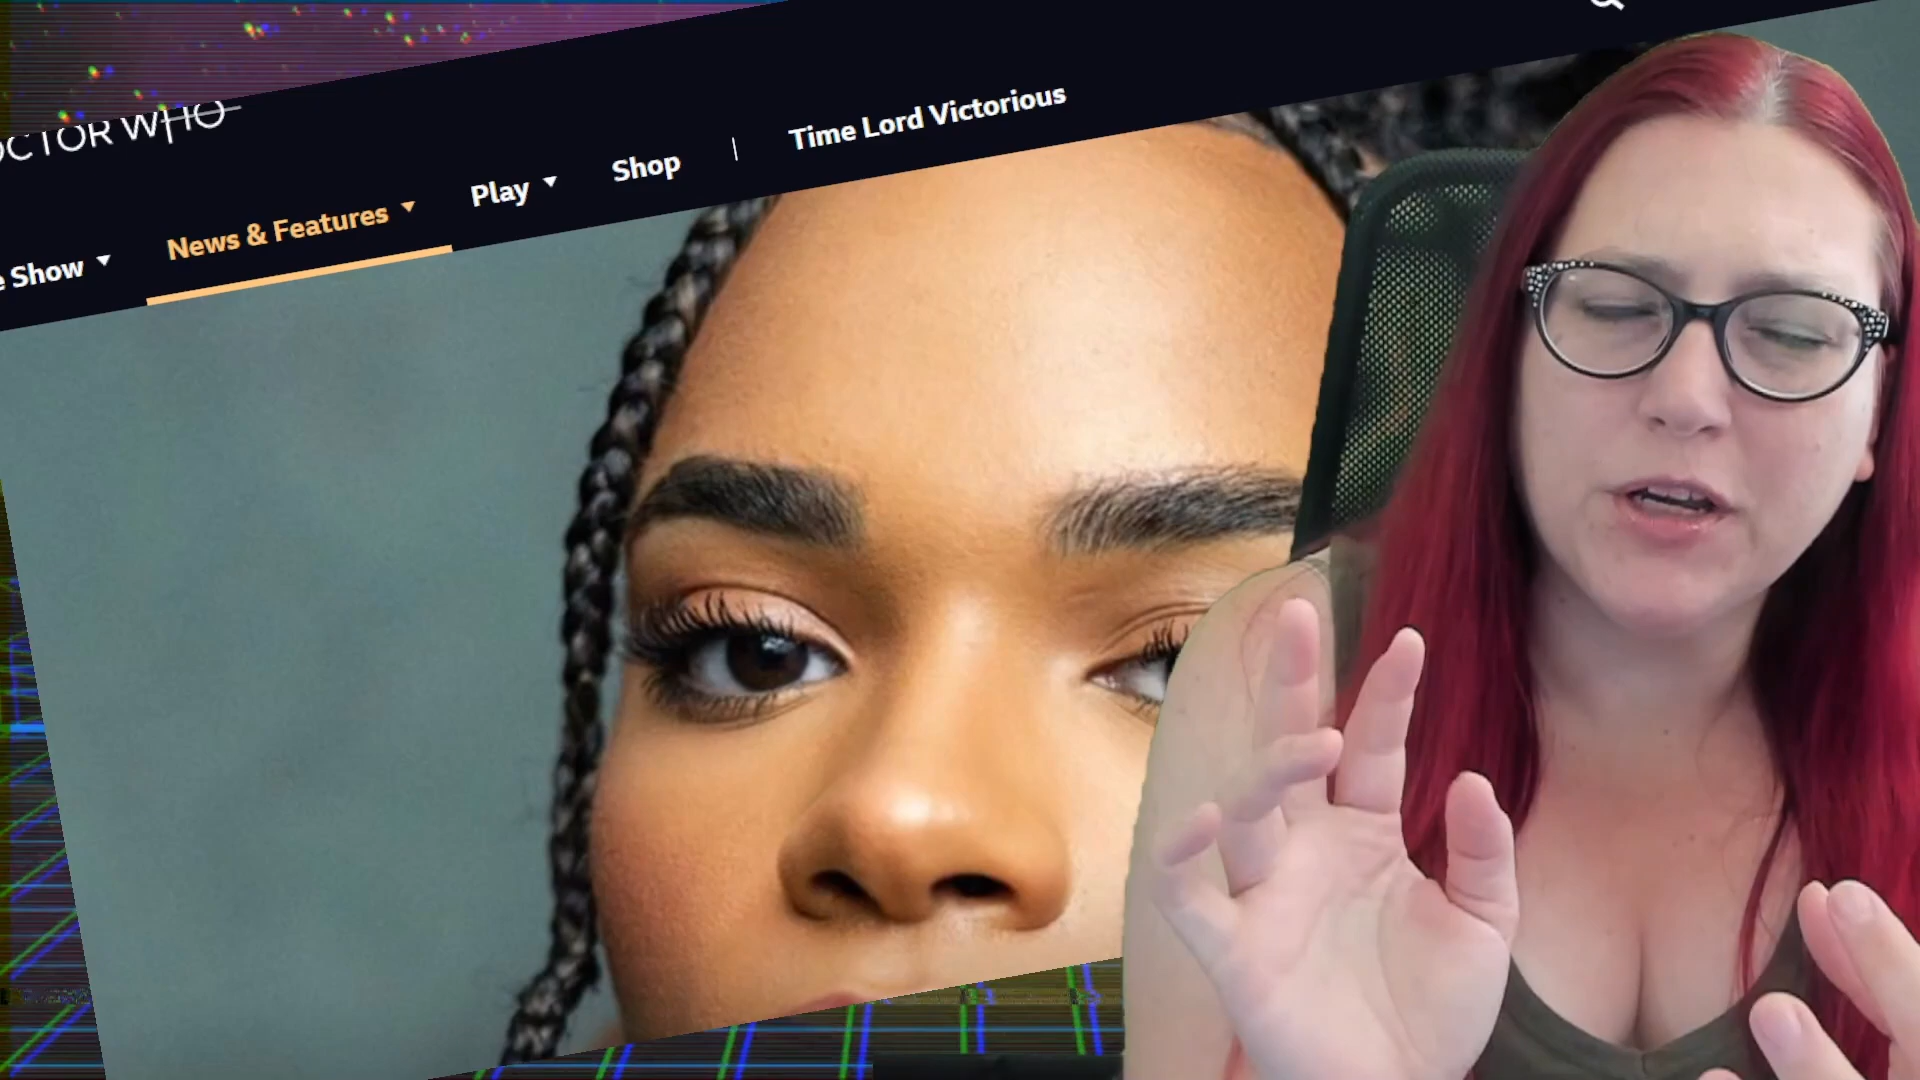 OCTOR WHO
e Show
News & Features
Play
Shop
Time Lord Victorious